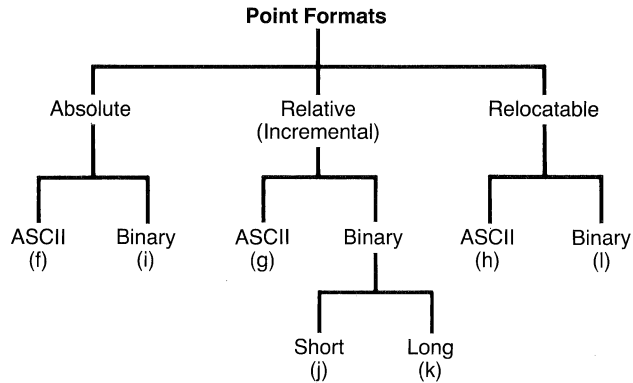 Point Formats
Absolute
Relative
(Incremental)
Relocatable
ASCII
(f)
Binary
(i)
ASCII
(g)
Binary
ASCII
(h)
Binary
(l)
Short
(j)
Long
(k)